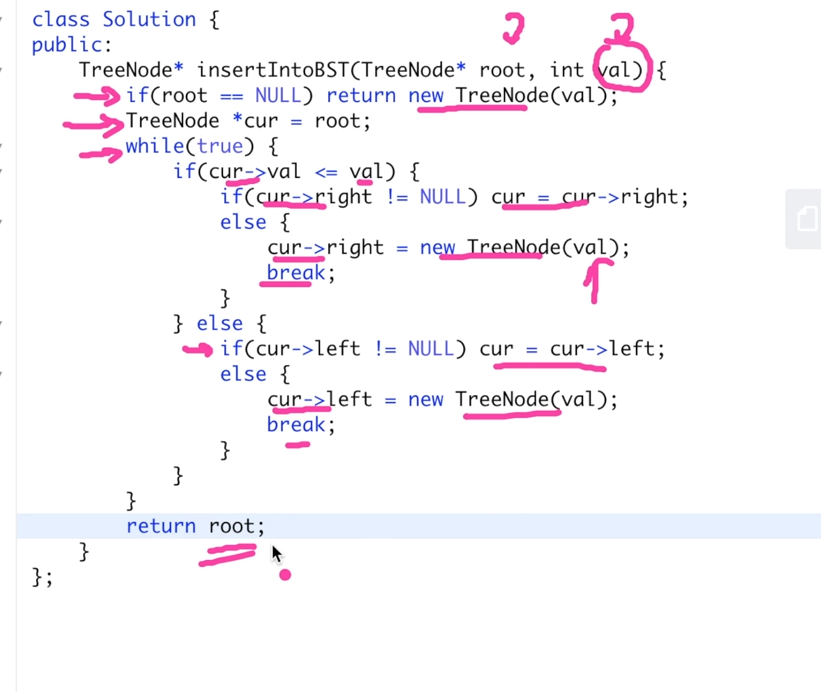 class Solution {
public:
    TreeNode* insertIntoBST(TreeNode* root, int val) {
        if(root == NULL) return new TreeNode(val);
        TreeNode *cur = root;
        while(true) {
            if(cur->val <= val) {
                if(cur->right != NULL) cur = cur->right;
                else {
                    cur->right = new TreeNode(val);
                    break;
                }
            } else {
                if(cur->left != NULL) cur = cur->left;
                else {
                    cur->left = new TreeNode(val);
                    break;
                }
            }
        }
        return root;
    }
};